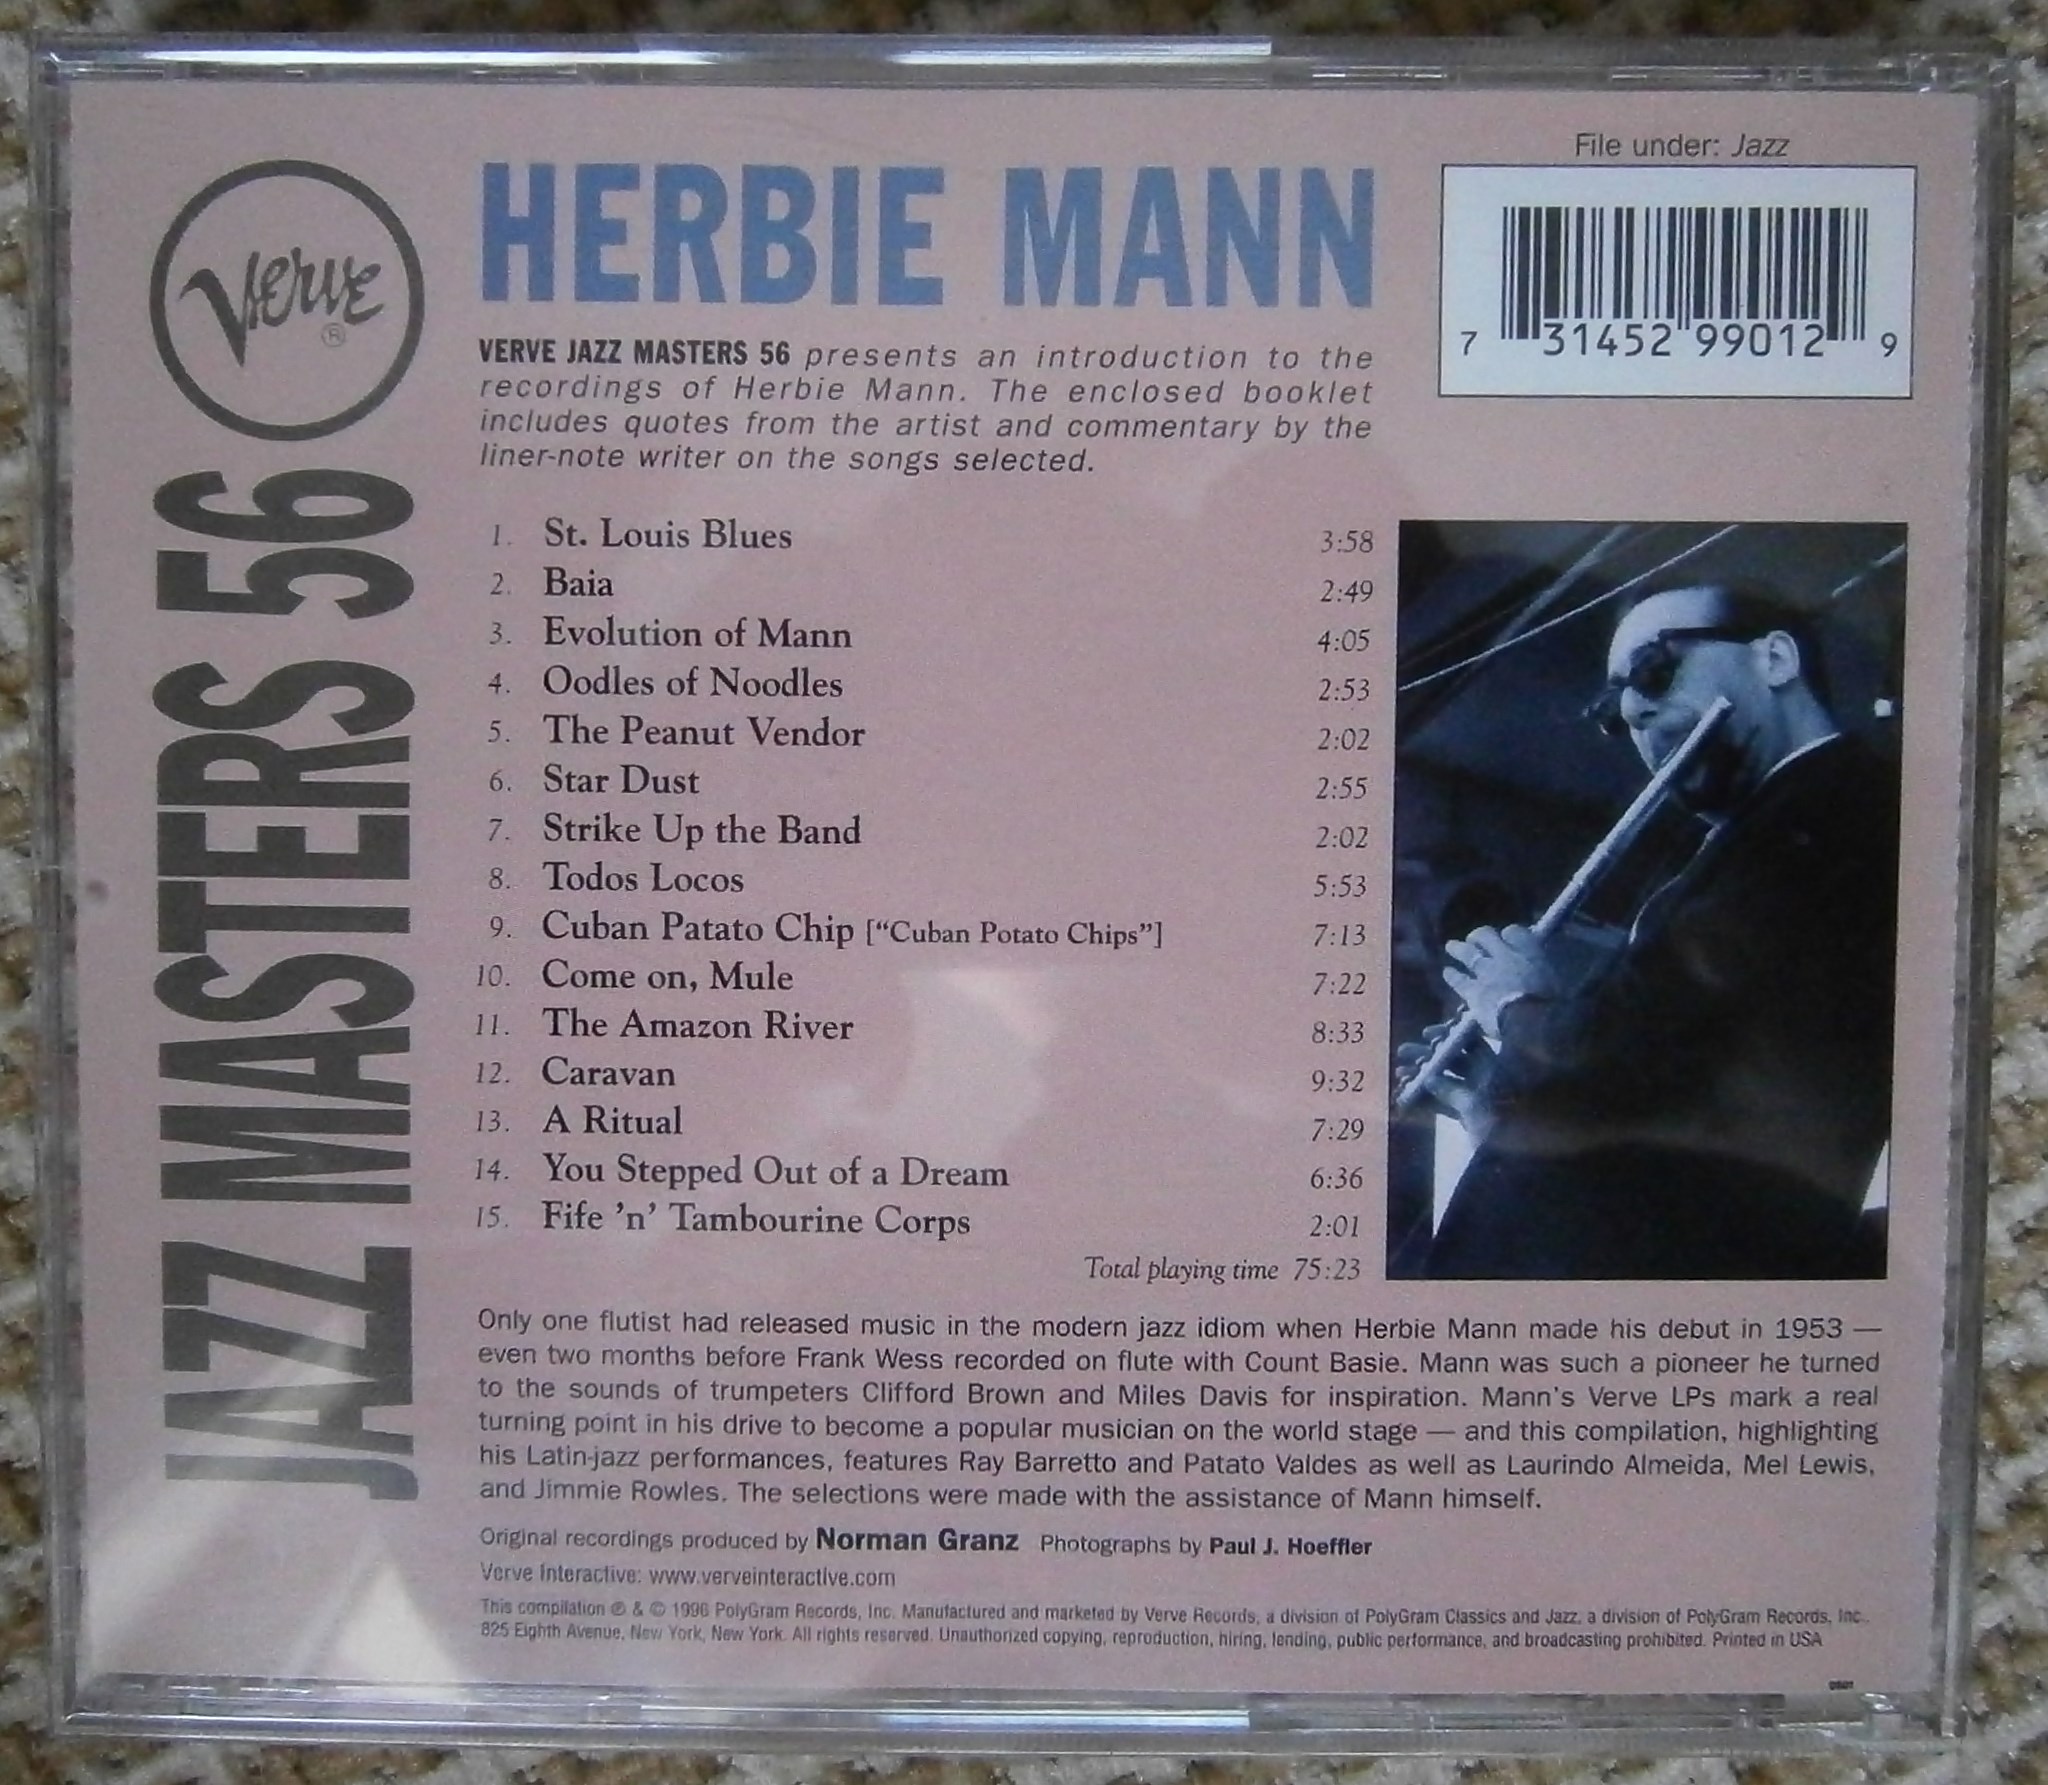 File under: Jazz
Verve
®
HERBIE MANN
7 31452 99012 9
JAZZ MASTERS 56
VERVE JAZZ MASTERS 56 presents an introduction to the
recordings of Herbie Mann. The enclosed booklet
includes quotes from the artist and commentary by the
liner-note writer on the songs selected.
1. St. Louis Blues 3:58
2. Baia 2:49
3. Evolution of Mann 4:05
4. Oodles of Noodles 2:53
5. The Peanut Vendor 2:02
6. Star Dust 2:55
7. Strike Up the Band 2:02
8. Todos Locos 5:53
9. Cuban Patato Chip [“Cuban Potato Chips”] 7:13
10. Come on, Mule 7:22
11. The Amazon River 8:33
12. Caravan 9:32
13. A Ritual 7:29
14. You Stepped Out of a Dream 6:36
15. Fife ’n’ Tambourine Corps 2:01
Total playing time 75:23
Only one flutist had released music in the modern jazz idiom when Herbie Mann made his debut in 1953 —
even two months before Frank Wess recorded on flute with Count Basie. Mann was such a pioneer he turned
to the sounds of trumpeters Clifford Brown and Miles Davis for inspiration. Mann’s Verve LPs mark a real
turning point in his drive to become a popular musician on the world stage — and this compilation, highlighting
his Latin-jazz performances, features Ray Barretto and Patato Valdes as well as Laurindo Almeida, Mel Lewis,
and Jimmie Rowles. The selections were made with the assistance of Mann himself.
Original recordings produced by Norman Granz Photographs by Paul J. Hoeffler
Verve Interactive: www.verveinteractive.com
This compilation ℗ & © 1996 PolyGram Records, Inc. Manufactured and marketed by Verve Records, a division of PolyGram Classics and Jazz, a division of PolyGram Records, Inc.,
825 Eighth Avenue, New York, New York. All rights reserved. Unauthorized copying, reproduction, hiring, lending, public performance, and broadcasting prohibited. Printed in USA